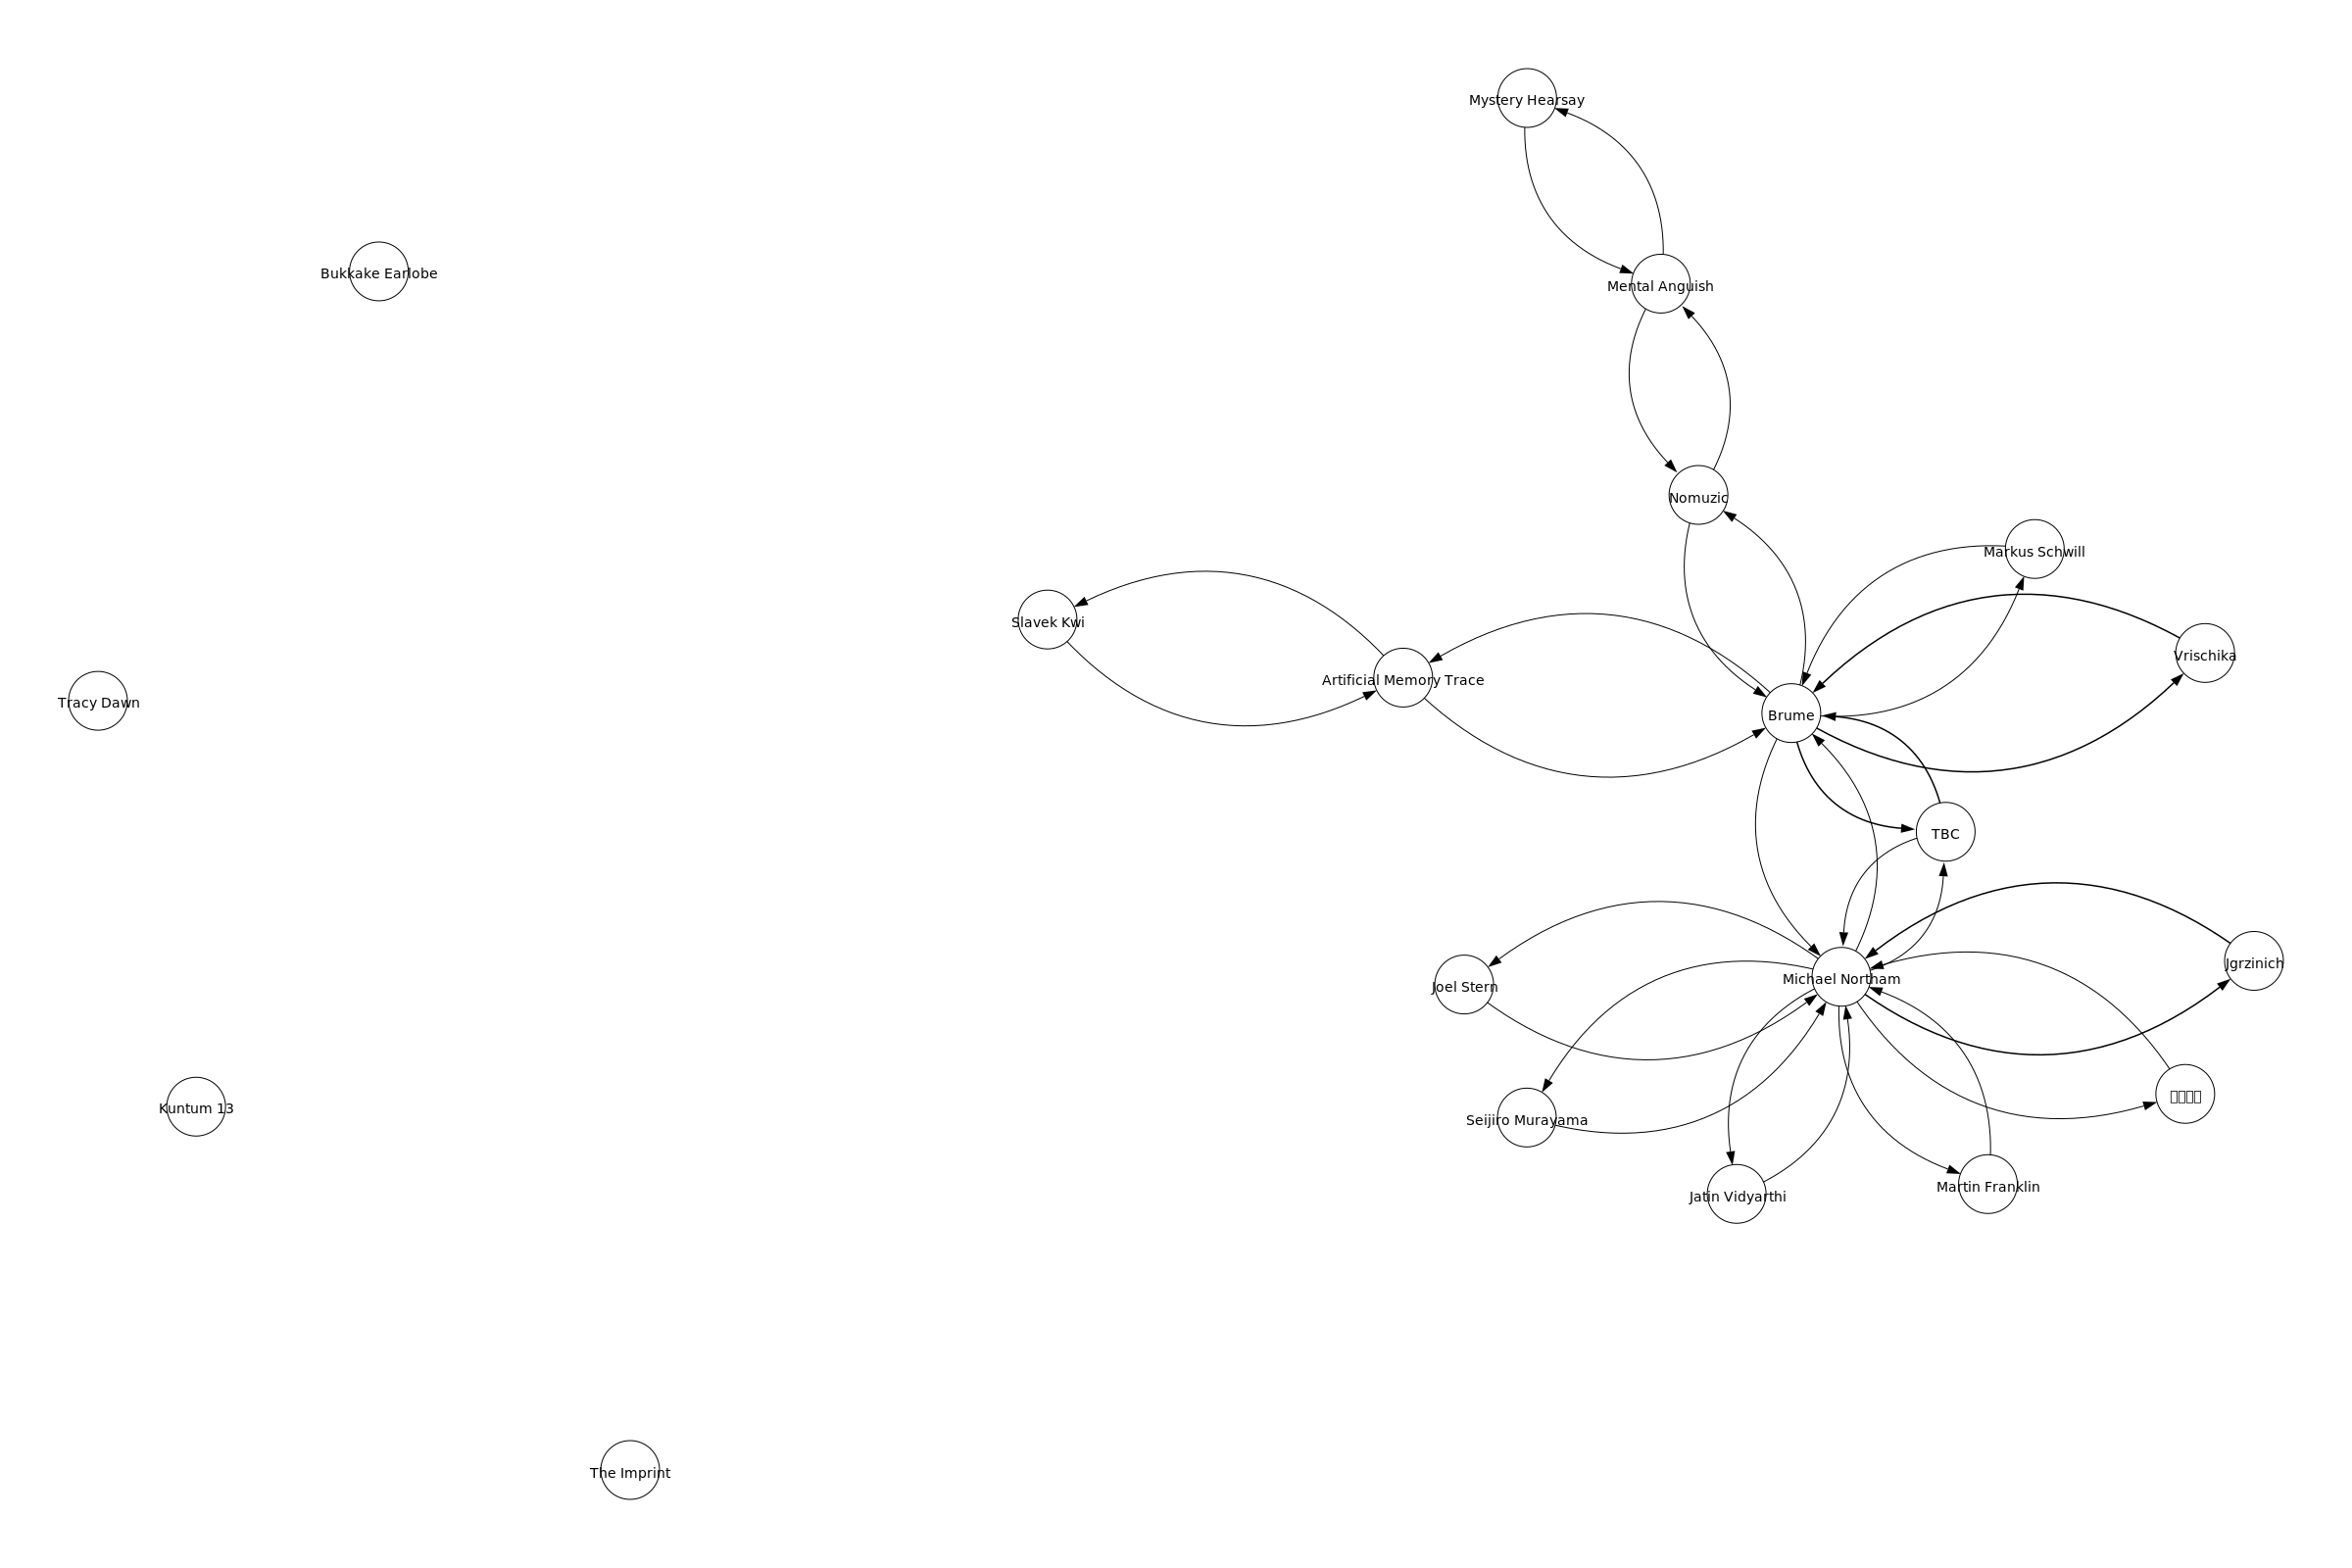 Mystery Hearsay
Bukkake Earlobe
Mental Anguish
Nomuzic
Markus Schwill
Slavek Kwi
Vrischika
Artificial Memory Trace
Tracy Dawn
Brume
TBC
Jgrzinich
Michael Northam
Joel Stern
Kuntum 13
Seijiro Murayama
Martin Franklin
Jatin Vidyarthi
The Imprint